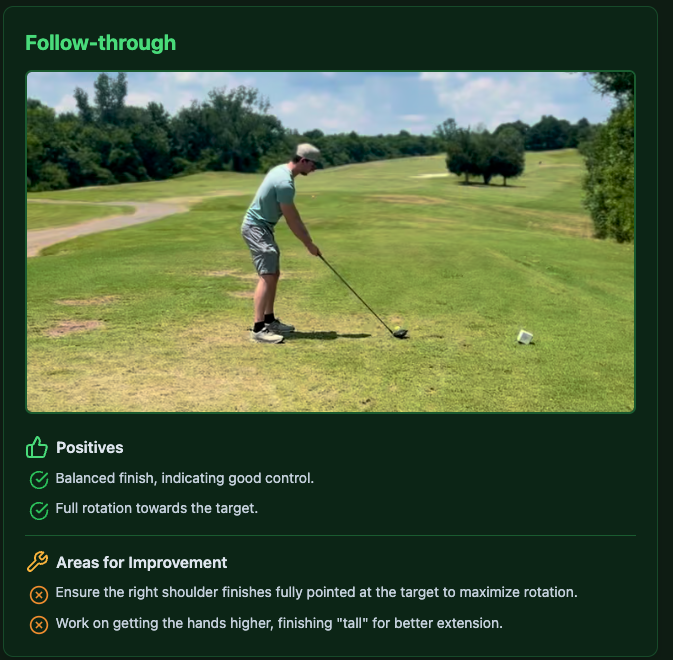 Follow-through
Positives
Balanced finish, indicating good control.
Full rotation towards the target.
Areas for Improvement
Ensure the right shoulder finishes fully pointed at the target to maximize rotation.
Work on getting the hands higher, finishing "tall" for better extension.